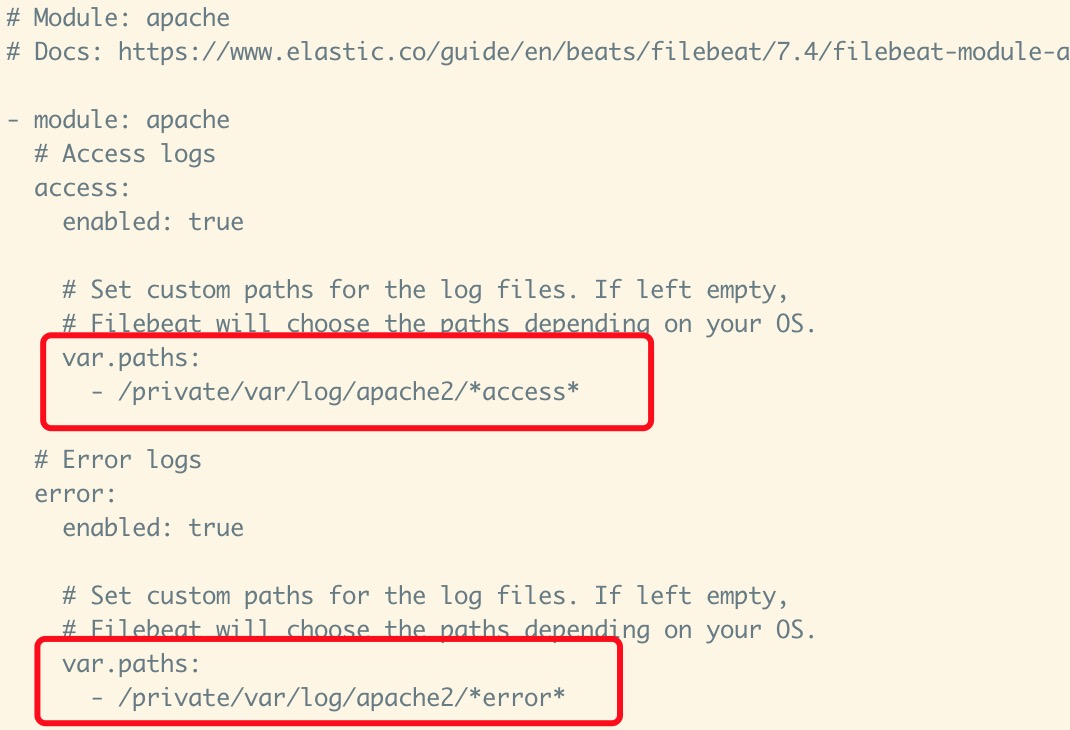 # Module: apache
# Docs: https://www.elastic.co/guide/en/beats/filebeat/7.4/filebeat-module-a
- module: apache
# Access logs
access:
enabled: true
# Set custom paths for the log files. If left empty,
# Filebeat will choose the paths depending on your OS.
var.paths:
- /private/var/log/apache2/*access*
# Error logs
error:
enabled: true
# Set custom paths for the log files. If left empty,
# Filebeat will choose the paths depending on your OS.
var.paths:
- /private/var/log/apache2/*error*